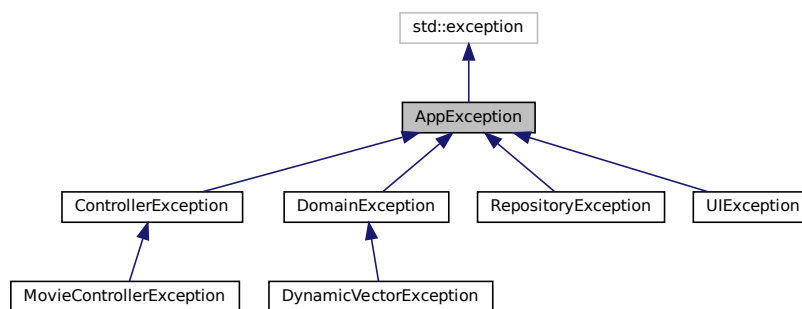 std::exception
AppException
ControllerException
DomainException
RepositoryException
UIException
MovieControllerException
DynamicVectorException